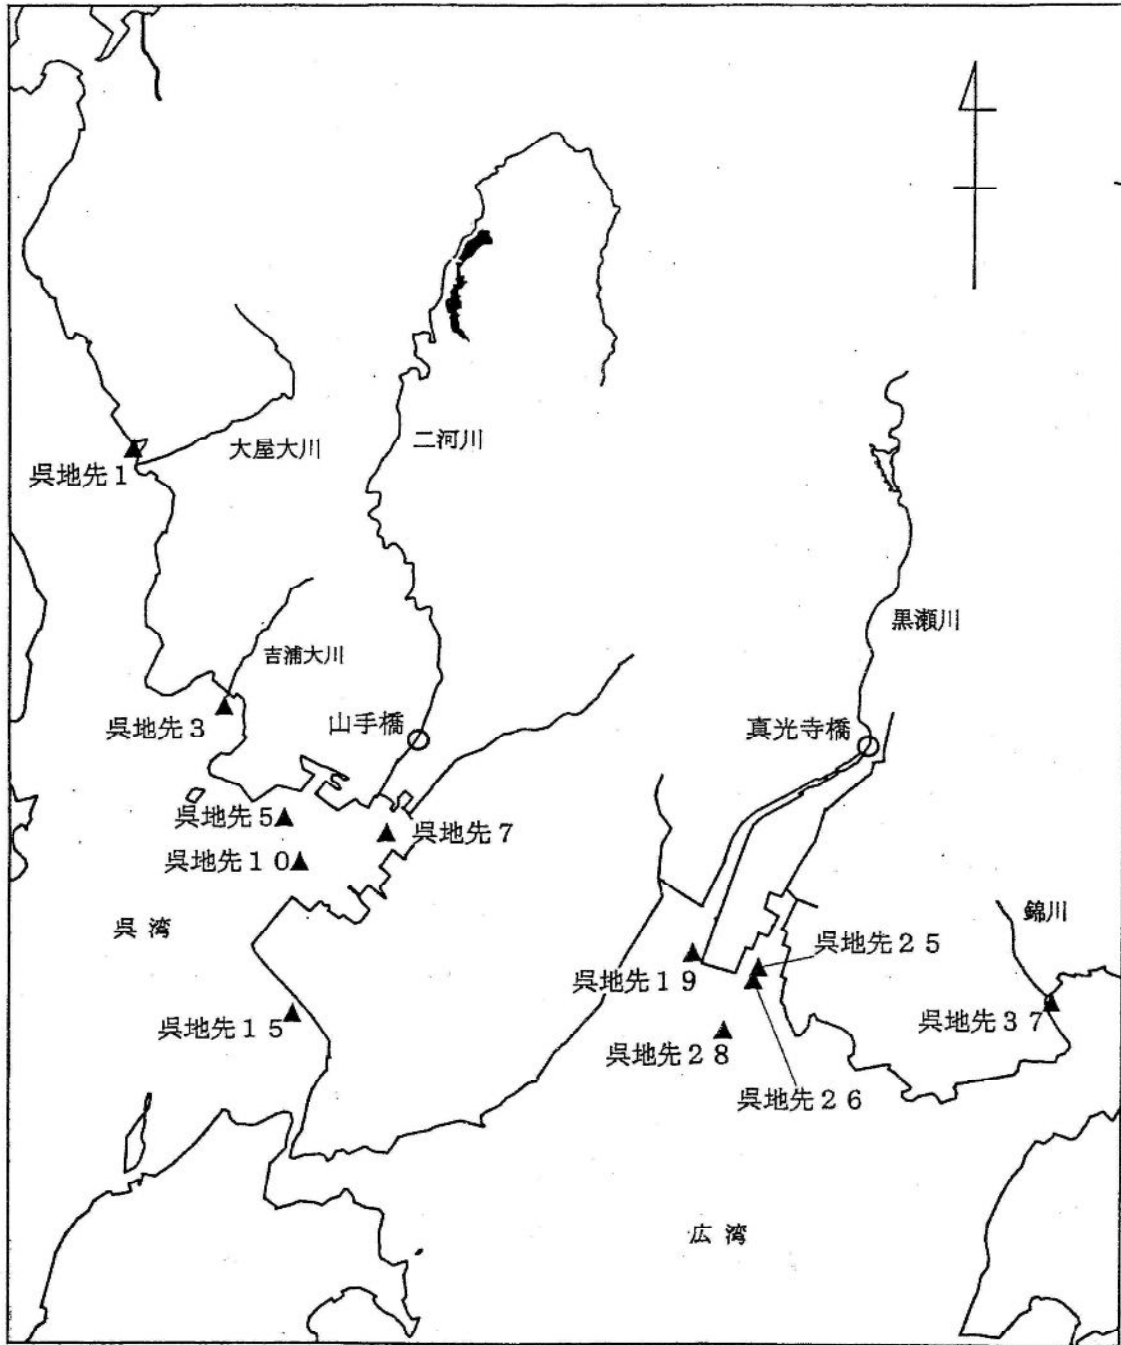 大屋大川
二河川
呉地先1
黒瀬川
吉浦大川
呉地先3
山手橋
真光寺橋
呉地先5
呉地先7
呉地先10
呉湾
錦川
呉地先25
呉地先19
呉地先37
呉地先15
呉地先28
呉地先26
広湾